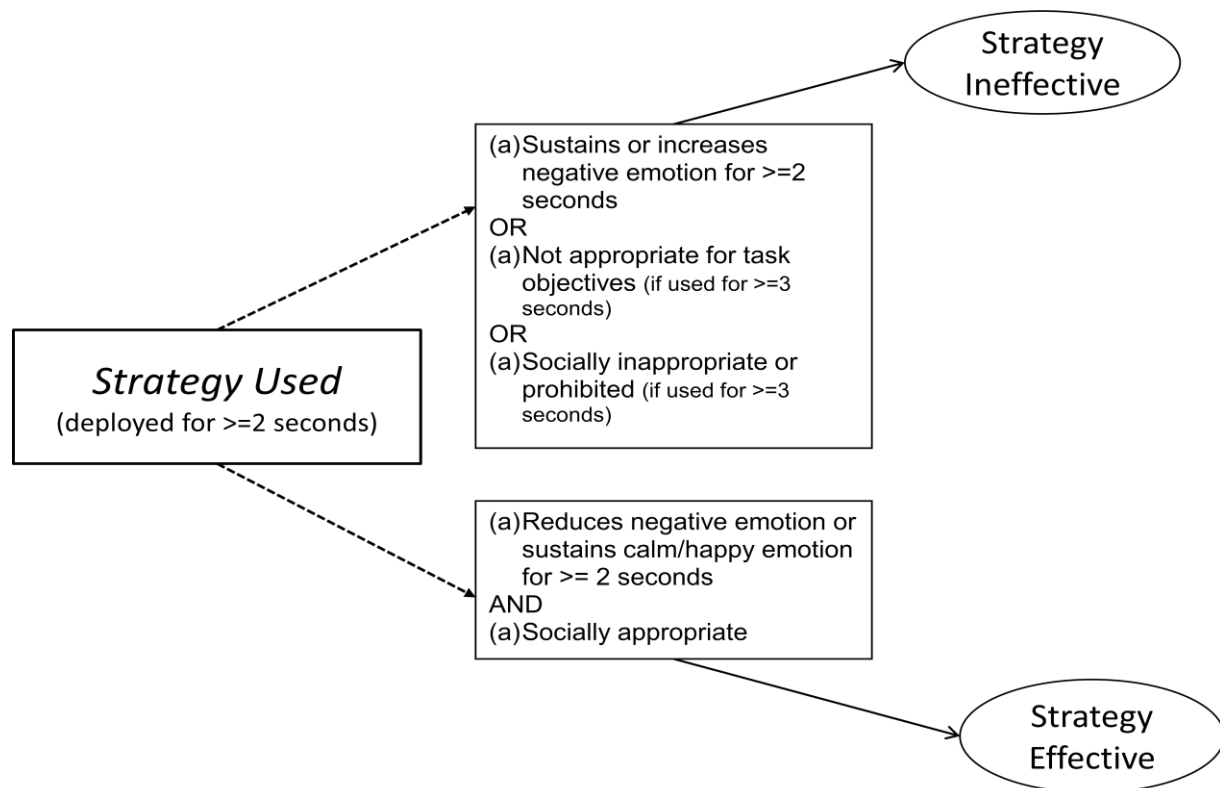 Strategy
Ineffective
(a)Sustains or increases
negative emotion for >=2
seconds
OR
(a)Not appropriate for task
objectives (if used for >=3
seconds)
OR
(a)Socially inappropriate or
prohibited (if used for >=3
seconds)
Strategy Used
(deployed for >=2 seconds)
(a)Reduces negative emotion or
sustains calm/happy emotion
for >= 2 seconds
AND
(a)Socially appropriate
Strategy
Effective